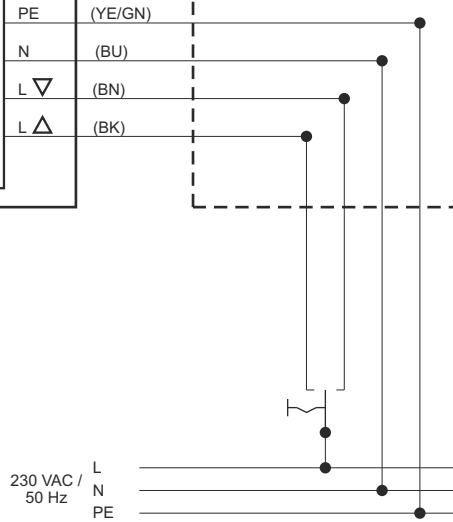 PE (YE/GN)
N (BU)
L ▽ (BN)
L △ (BK)
230 VAC /
50 Hz
L
N
PE